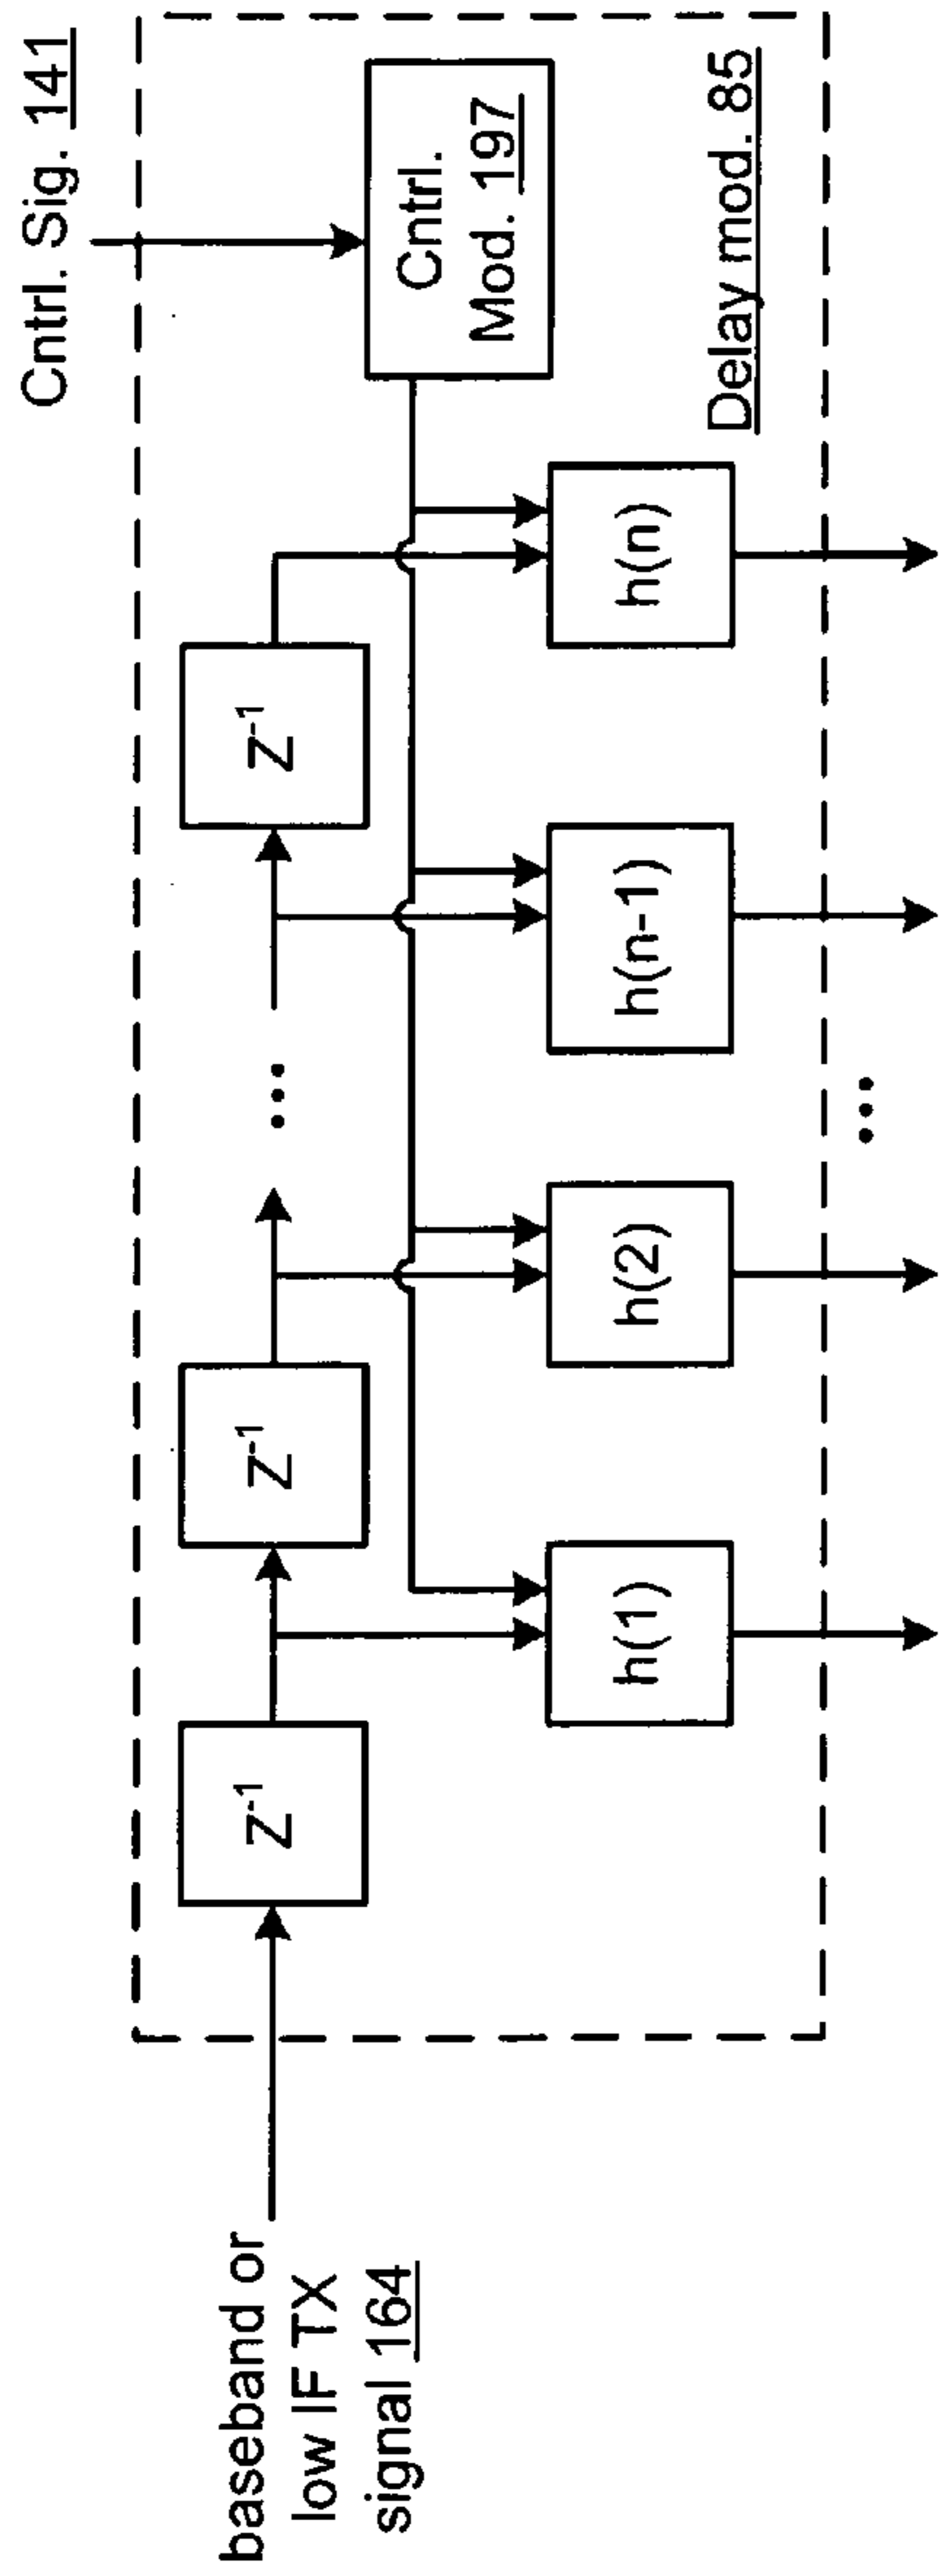 Cntrl. Sig. 141
baseband or
low IF TX
signal 164
Z-1
Z-1
...
Z-1
Cntrl.
Mod. 197
h(1)
h(2)
h(n-1)
h(n)
Delay mod. 85
...